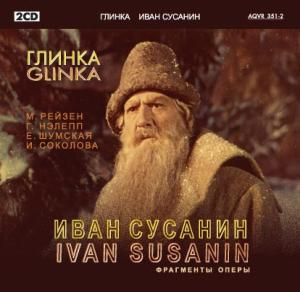 2CD
ГЛИНКА ИВАН СУСАНИН
AQVR 351-2
ГЛИНКА
GLINKA
М. РЕЙЗЕН
Г. НЭЛЕПП
Е. ШУМСКАЯ
И. СОКОЛОВА
ИВАН СУСАНИН
IVAN SUSANIN
ФРАГМЕНТЫ ОПЕРЫ